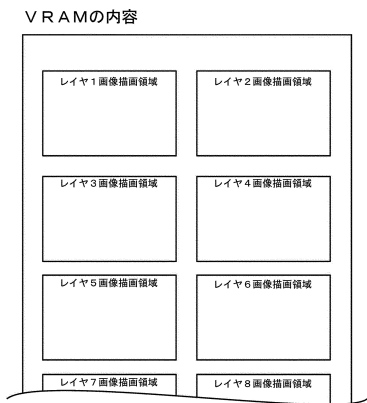 ＶＲＡＭの内容
レイヤ１画像描画領域
レイヤ２画像描画領域
レイヤ３画像描画領域
レイヤ４画像描画領域
レイヤ５画像描画領域
レイヤ６画像描画領域
レイヤ７画像描画領域
レイヤ８画像描画領域